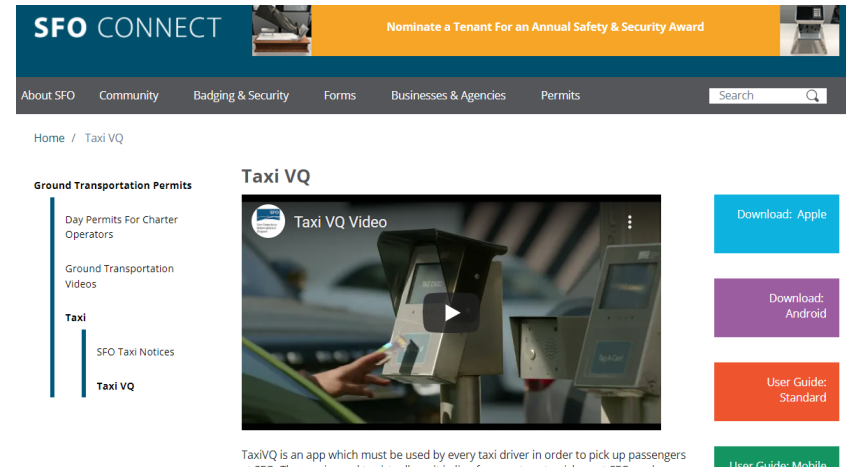 SFO CONNECT
Nominate a Tenant For an Annual Safety & Security Award
About SFO Community Badging & Security Forms Businesses & Agencies Permits Search
Home / Taxi VQ
Ground Transportation Permits
Day Permits For Charter
Operators
Ground Transportation
Videos
Taxi
SFO Taxi Notices
Taxi VQ
Taxi VQ
SFO
Taxi VQ Video
Tap A Card
TaxiVQ is an app which must be used by every taxi driver in order to pick up passengers
Download: Apple
Download:
Android
User Guide:
Standard
User Guide: Mobile